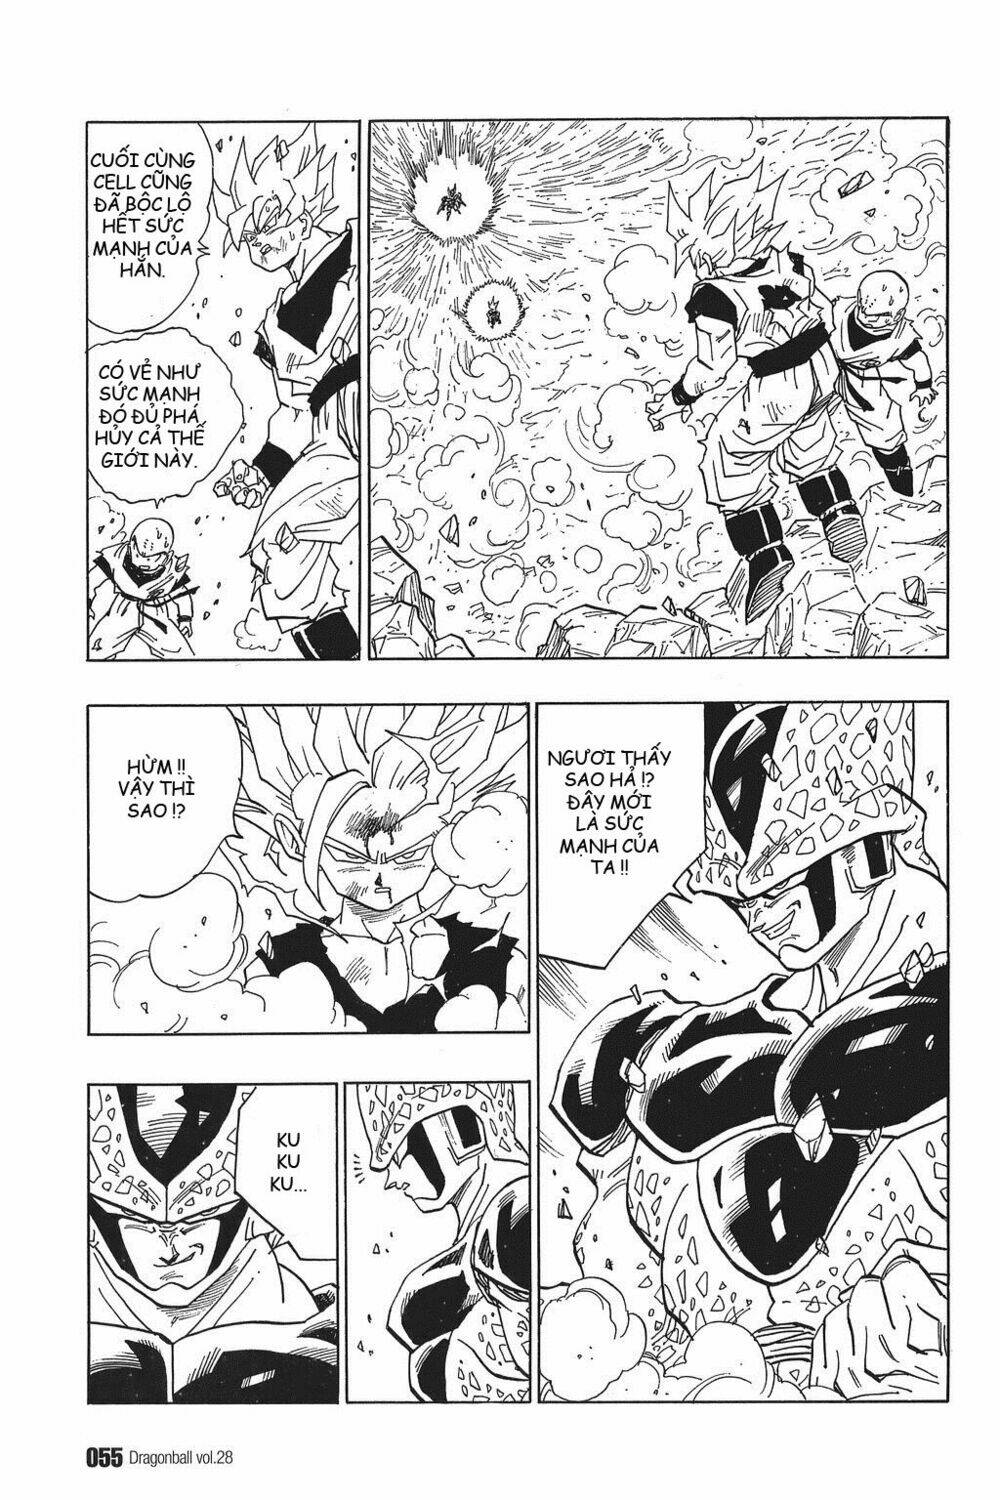 CUỐI CÙNG
CELL CŨNG
ĐÃ BỘC LỘ
HẾT SỨC
MẠNH CỦA
HẮN.
CÓ VẺ NHƯ
SỨC MẠNH
ĐÓ ĐỦ PHÁ
HỦY CẢ THẾ
GIỚI NÀY.
NGƯƠI THẤY
SAO HẢ !?
ĐÂY MỚI
LÀ SỨC
MẠNH CỦA
TA !!
HỪM !!
VẬY THÌ
SAO !?
KU
KU
KU...
055 Dragonball vol.28